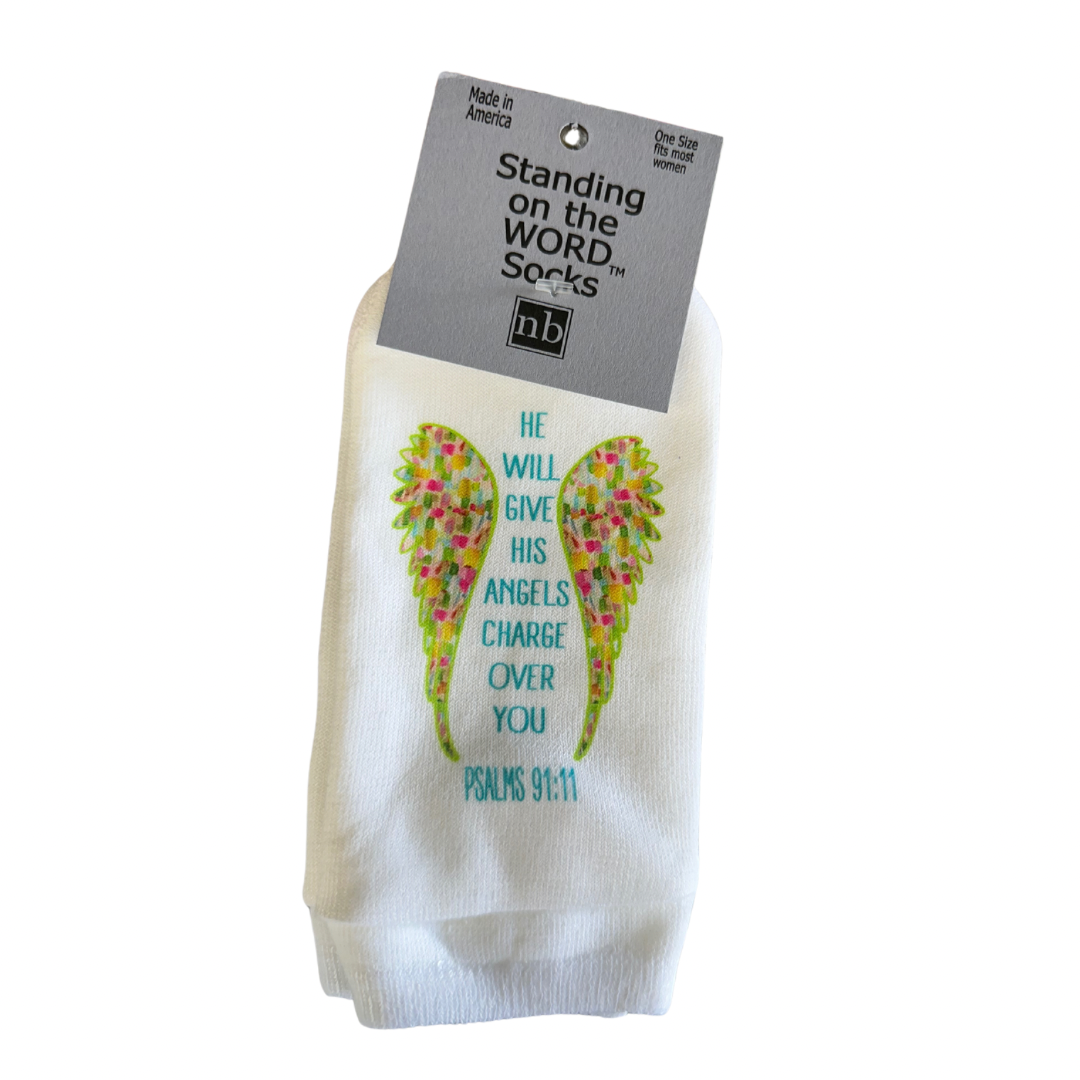 Made in
America
One Size
fits most
women
Standing
on the
WORD
Socks™
nb
HE
WILL
GIVE
HIS
ANGELS
CHARGE
OVER
YOU
PSALMS 91:11